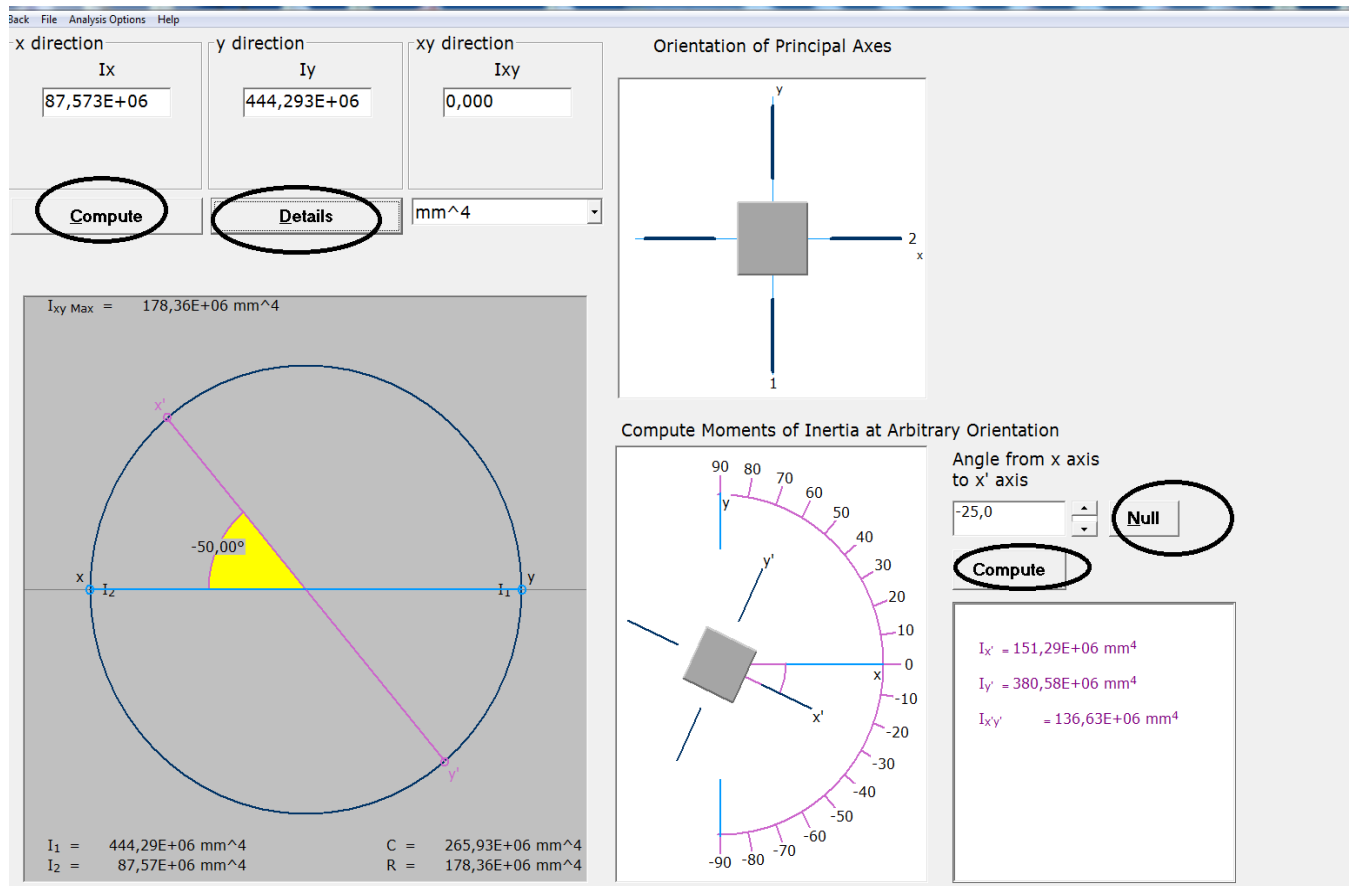 Back File Analysis Options Help
x direction
y direction
xy direction
Ix
Iy
Ixy
87,573E+06
444,293E+06
0,000
Compute
Details
mm^4
Ixy Max = 178,36E+06 mm^4
x'
-50,00º
x
I2
I1
y
y'
I1 = 444,29E+06 mm^4
C = 265,93E+06 mm^4
I2 = 87,57E+06 mm^4
R = 178,36E+06 mm^4
Orientation of Principal Axes
y
2
x
1
Compute Moments of Inertia at Arbitrary Orientation
90
80
70
60
50
40
30
20
10
0
-10
-20
-30
-40
-50
-60
-70
-80
-90
y
y'
x
x'
Angle from x axis
to x' axis
-25,0
Null
Compute
Ix' = 151,29E+06 mm4
Iy' = 380,58E+06 mm4
Ix'y' = 136,63E+06 mm4